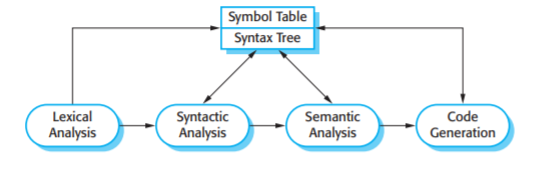 Symbol Table
Syntax Tree
Lexical
Analysis
Syntactic
Analysis
Semantic
Analysis
Code
Generation